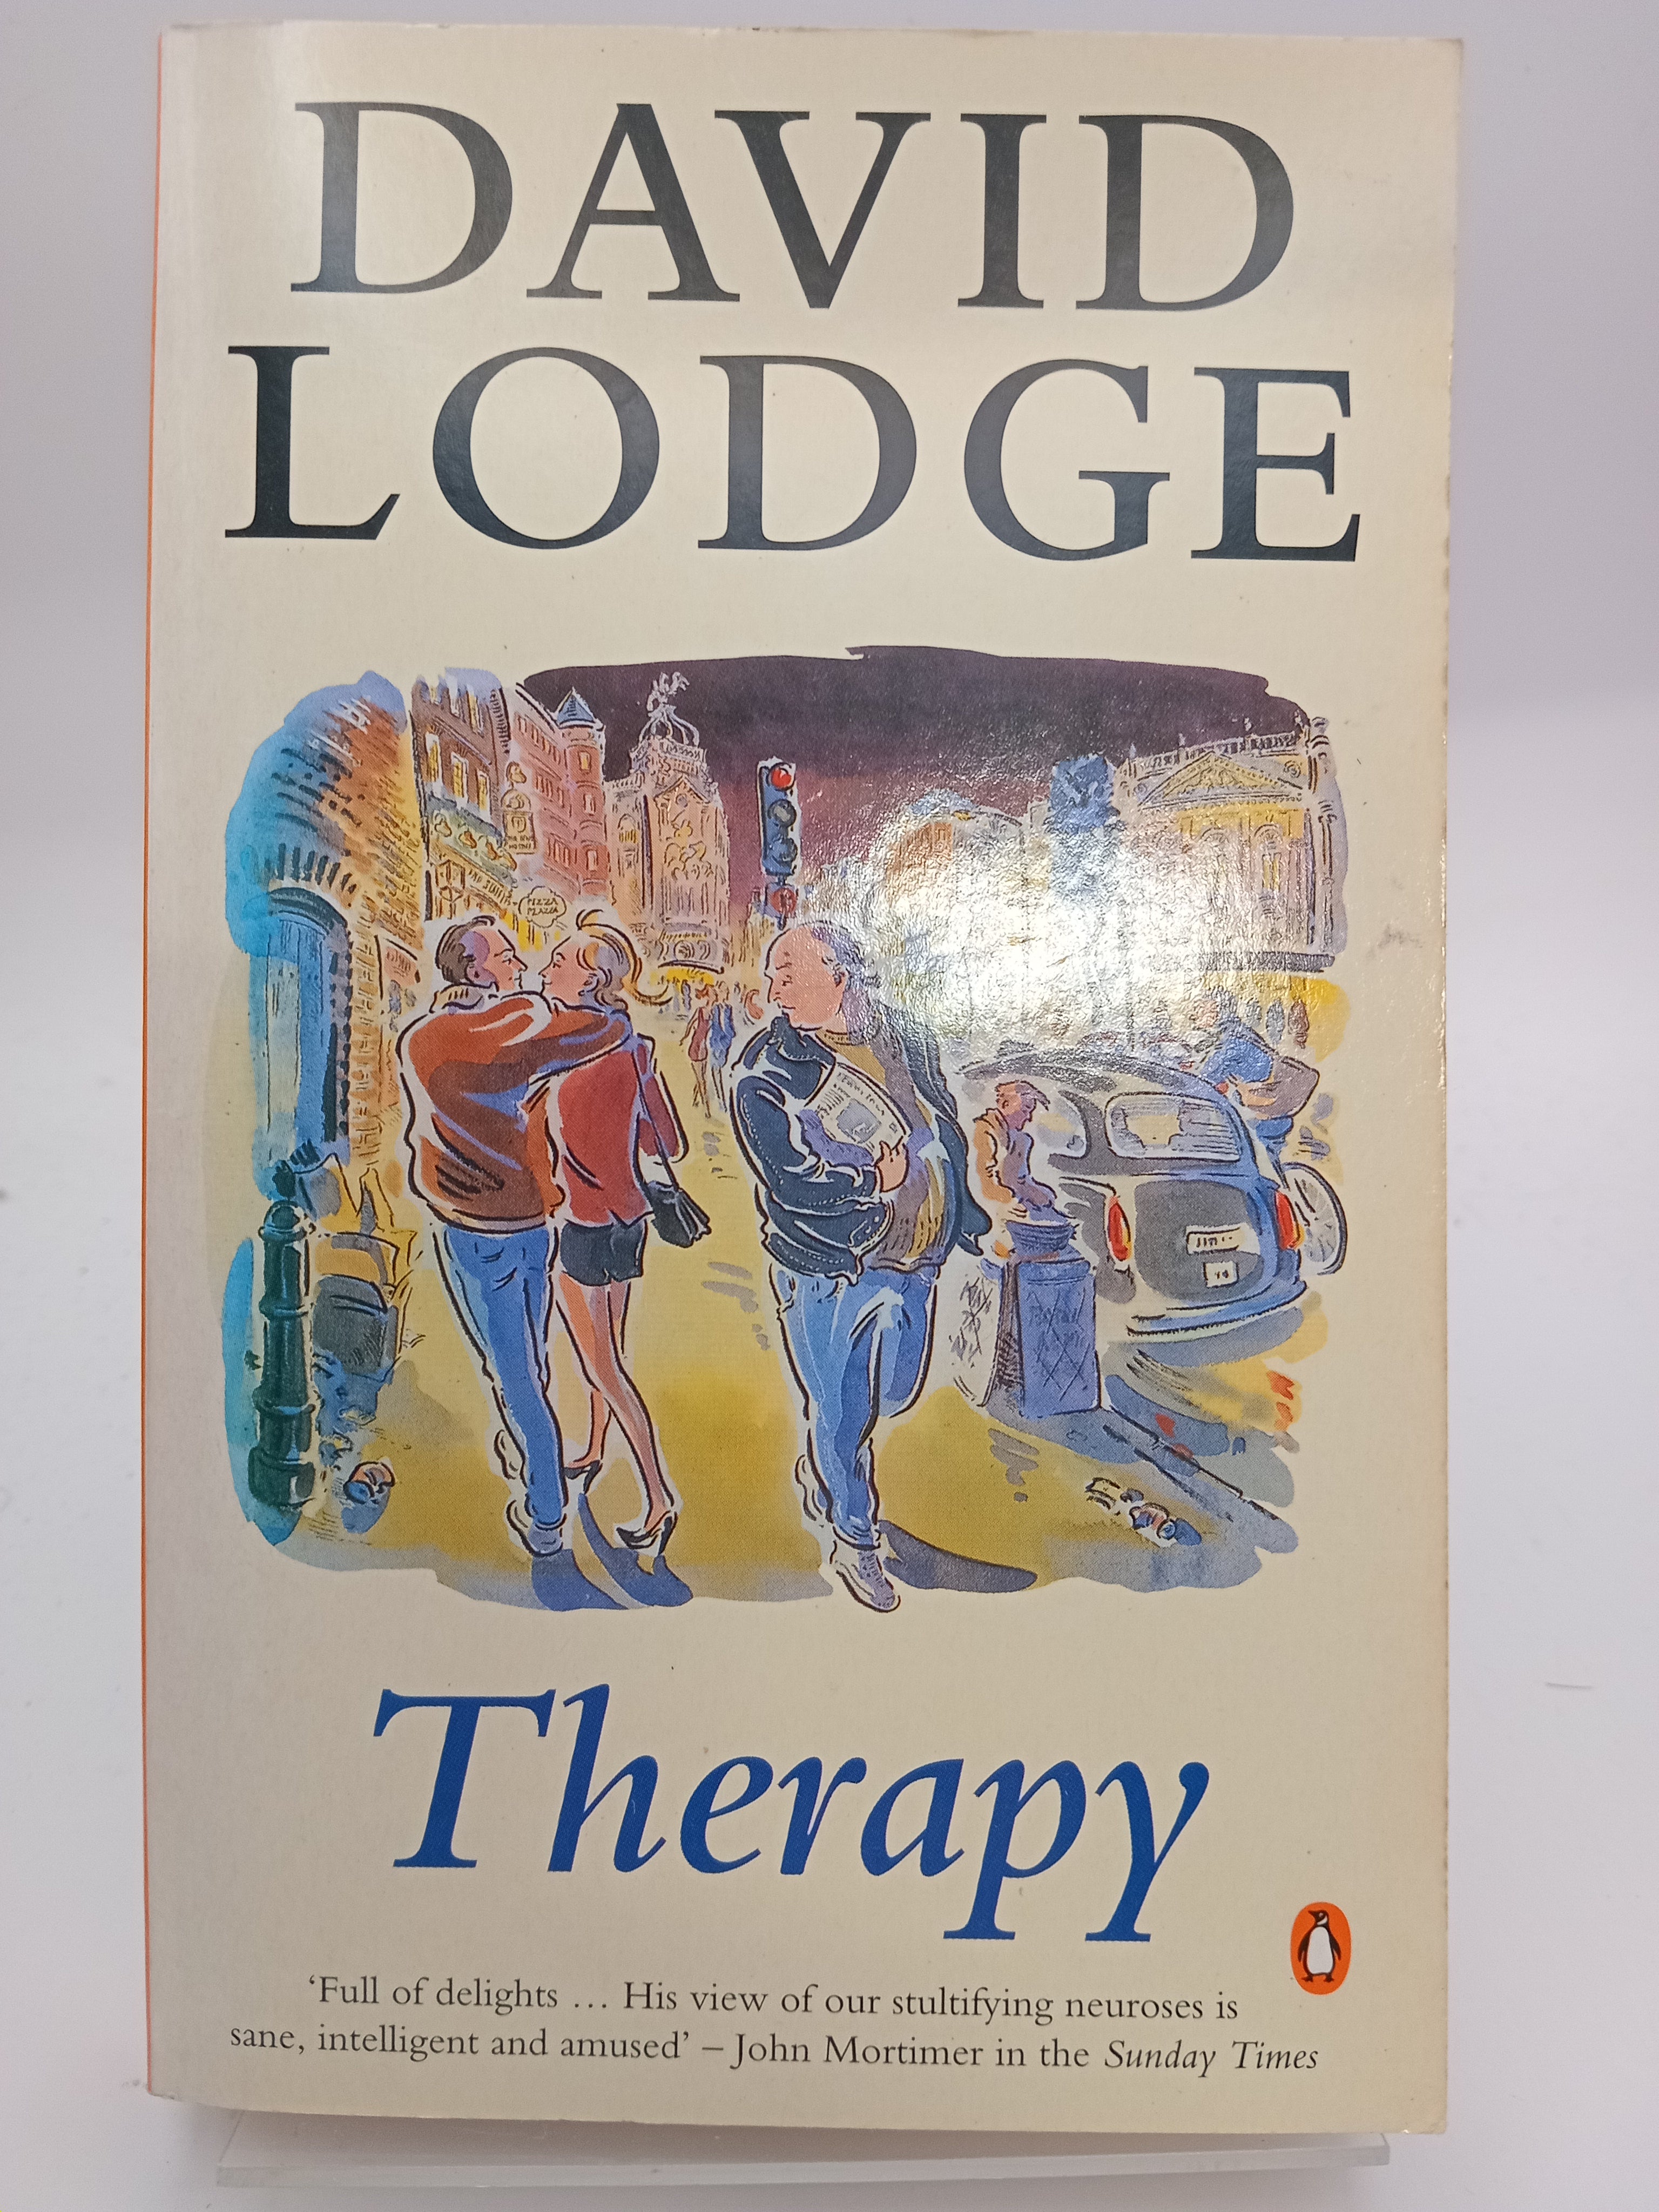 DAVID
LODGE
PIZZA
PIAZZA
Therapy
‘Full of delights … His view of our stultifying neuroses is
sane, intelligent and amused’ – John Mortimer in the Sunday Times